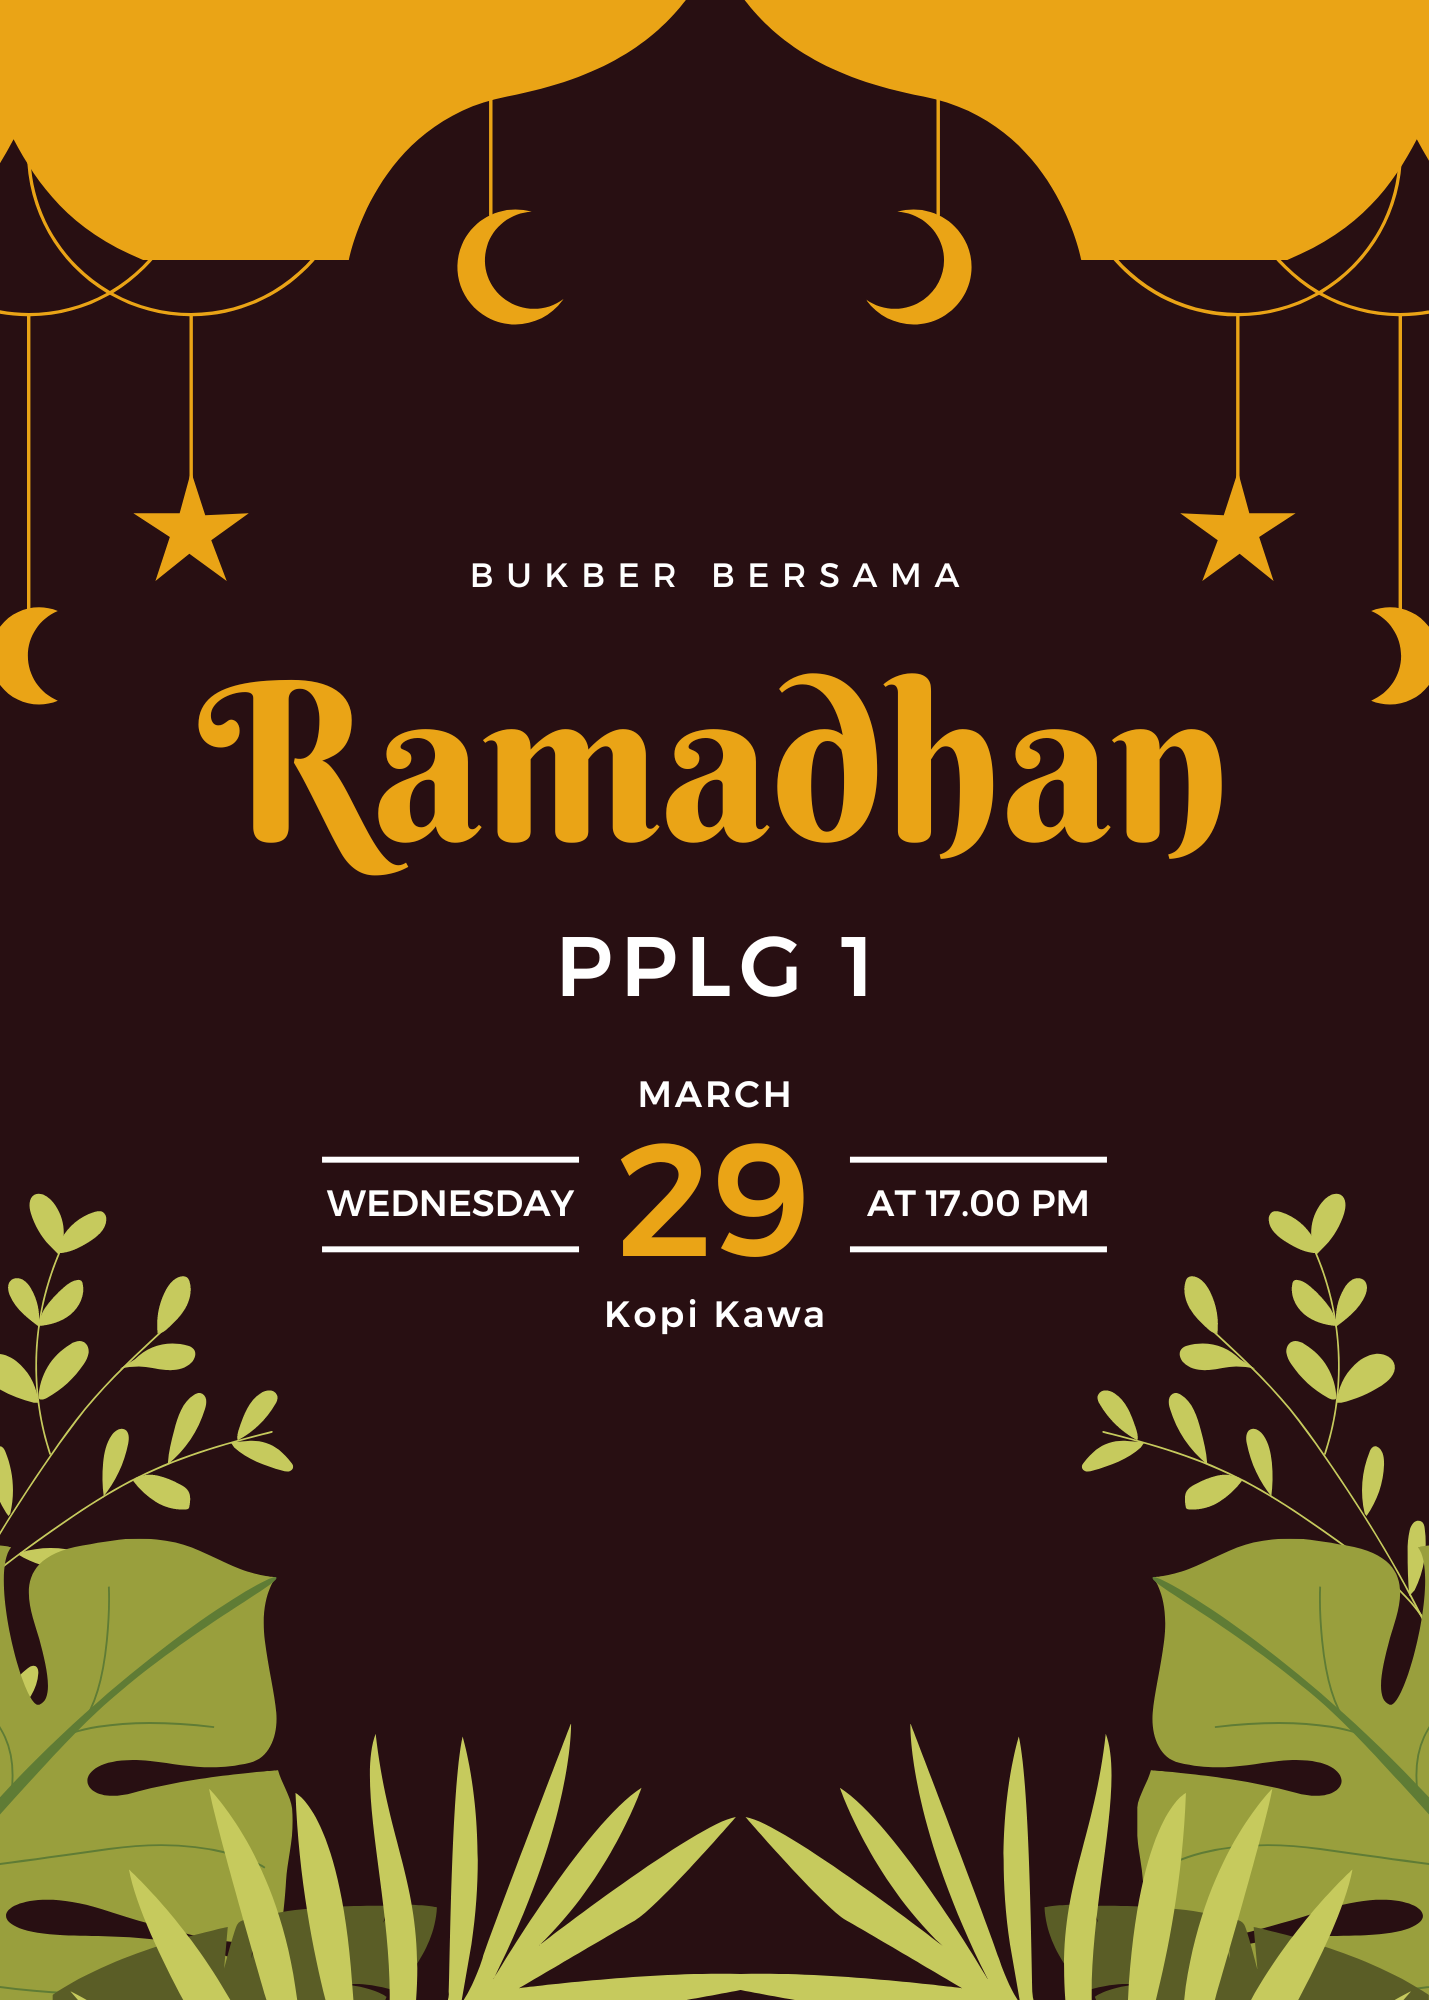 BUKBER BERSAMA
Ramadhan
PPLG 1
MARCH
WEDNESDAY 29 AT 17.00 PM
Kopi Kawa